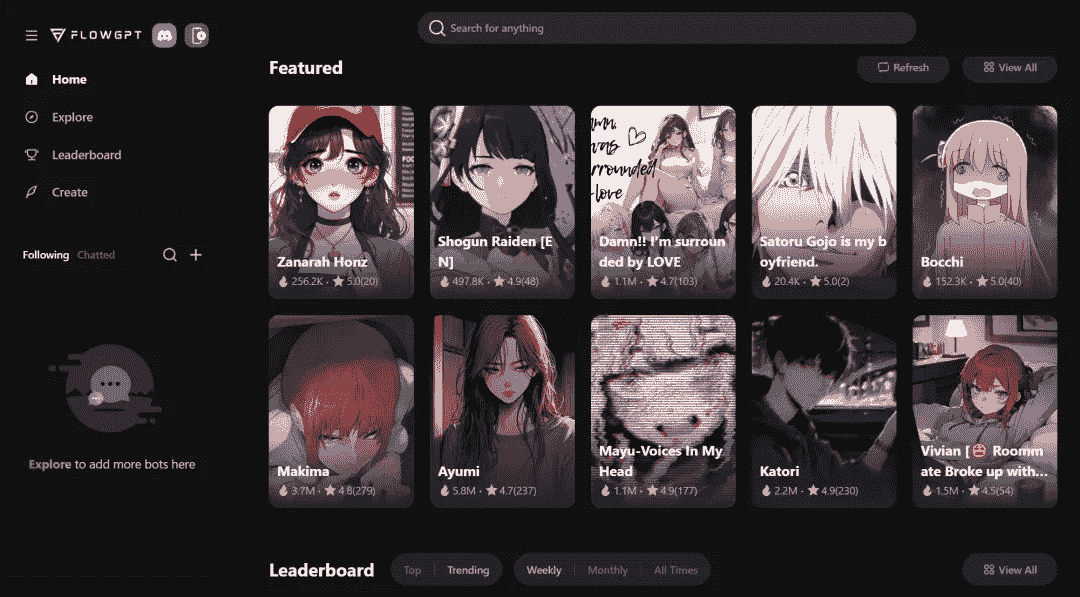 FLOWGPT
Search for anything
Home
Explore
Leaderboard
Create
Following Chatted
Explore to add more bots here
Featured
Refresh
View All
Zanarah Honz
256.2K · 5.0(20)
Shogun Raiden [E
N]
497.8K · 4.9(48)
was
love
Damn!! I'm surroun
ded by LOVE
1.1M · 4.7(103)
Satoru Gojo is my b
oyfriend.
20.4K · 5.0(2)
Bocchi
152.3K · 5.0(40)
Makima
3.7M · 4.8(279)
Ayumi
5.8M · 4.7(237)
Mayu-Voices In My
Head
1.1M · 4.9(177)
Katori
2.2M · 4.9(230)
Vivian [😩 Roomm
ate Broke up with...
1.5M · 4.5(54)
Leaderboard
Top Trending
Weekly Monthly All Times
View All